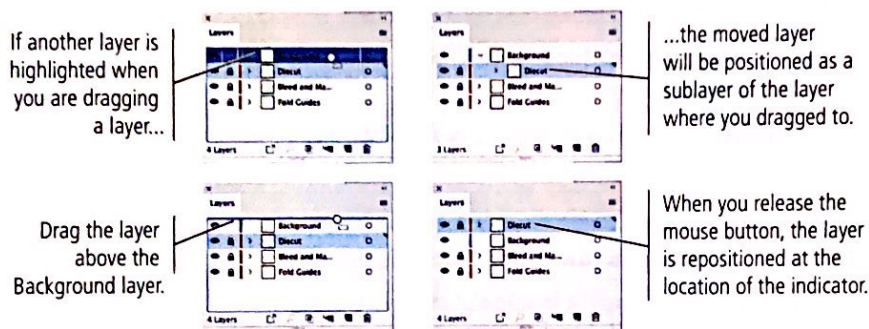 If another layer is
highlighted when
you are dragging
a layer...
Layers
Diecut
Bleed and Ma...
Fold Guides
4 Layers
Layers
Background
Diecut
Bleed and Ma...
Fold Guides
3 Layers
...the moved layer
will be positioned as a
sublayer of the layer
where you dragged to.
Drag the layer
above the
Background layer.
Layers
Background
Diecut
Bleed and Ma...
Fold Guides
4 Layers
Layers
Diecut
Background
Bleed and Ma...
Fold Guides
4 Layers
When you release the
mouse button, the layer
is repositioned at the
location of the indicator.